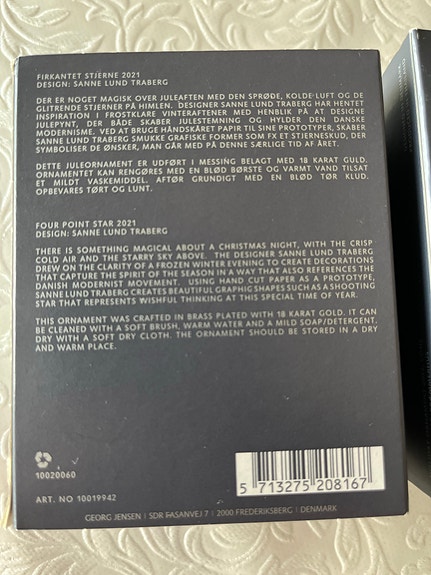 FIRKANTET STJERNE 2021
DESIGN: SANNE LUND TRABERG
DER ER NOGET MAGISK OVER JULEAFTEN MED DEN SPRØDE, KOLDE LUFT OG DE
GLITRENDE STJERNER PÅ HIMLEN. DESIGNER SANNE LUND TRABERG HAR HENTET
INSPIRATION I FROSTKLARE VINTERAFTENER MED HENBLIK PÅ AT DESIGNE
JULEPYNT, DER BÅDE SKABER JULESTEMNING OG HYLDER DEN DANSKE
MODERNISME. VED AT BRUGE HÅNDSKÅRET PAPIR TIL SINE PROTOTYPER, SKABER
SANNE LUND TRABERG SMUKKE GRAFISKE FORMER SOM FX ET STJERNESKUD, DER
SYMBOLISER DE ØNSKER, MAN GÅR MED PÅ DENNE SÆRLIGE TID AF ÅRET.
DETTE JULEORNAMENT ER UDFØRT I MESSING BELAGT MED 18 KARAT GULD.
ORNAMENTET KAN RENGØRES MED EN BLØD BØRSTE OG VARMT VAND TILSAT
ET MILDT VASKEMIDDEL. AFTØR GRUNDIGT MED EN BLØD TØR KLUD.
OPBEVARES TØRT OG LUNT.
FOUR POINT STAR 2021
DESIGN: SANNE LUND TRABERG
THERE IS SOMETHING MAGICAL ABOUT A CHRISTMAS NIGHT, WITH THE CRISP
COLD AIR AND THE STARRY SKY ABOVE. THE DESIGNER SANNE LUND TRABERG
DREW ON THE CLARITY OF A FROZEN WINTER EVENING TO CREATE DECORATIONS
THAT CAPTURE THE SPIRIT OF THE SEASON IN A WAY THAT ALSO REFERENCES THE
DANISH MODERNIST MOVEMENT. USING HAND CUT PAPER AS A PROTOTYPE,
SANNE LUND TRABERG CREATES BEAUTIFUL GRAPHIC SHAPES SUCH AS A SHOOTING
STAR THAT REPRESENTS WISHFUL THINKING AT THIS SPECIAL TIME OF YEAR.
THIS ORNAMENT WAS CRAFTED IN BRASS PLATED WITH 18 KARAT GOLD. IT CAN
BE CLEANED WITH A SOFT BRUSH, WARM WATER AND A MILD SOAP/DETERGENT.
DRY WITH A SOFT DRY CLOTH. THE ORNAMENT SHOULD BE STORED IN A DRY
AND WARM PLACE.
10020060
ART. NO 10019942
5 713275 208167
GEORG JENSEN | SDR FASANVEJ 7 | 2000 FREDERIKSBERG | DENMARK